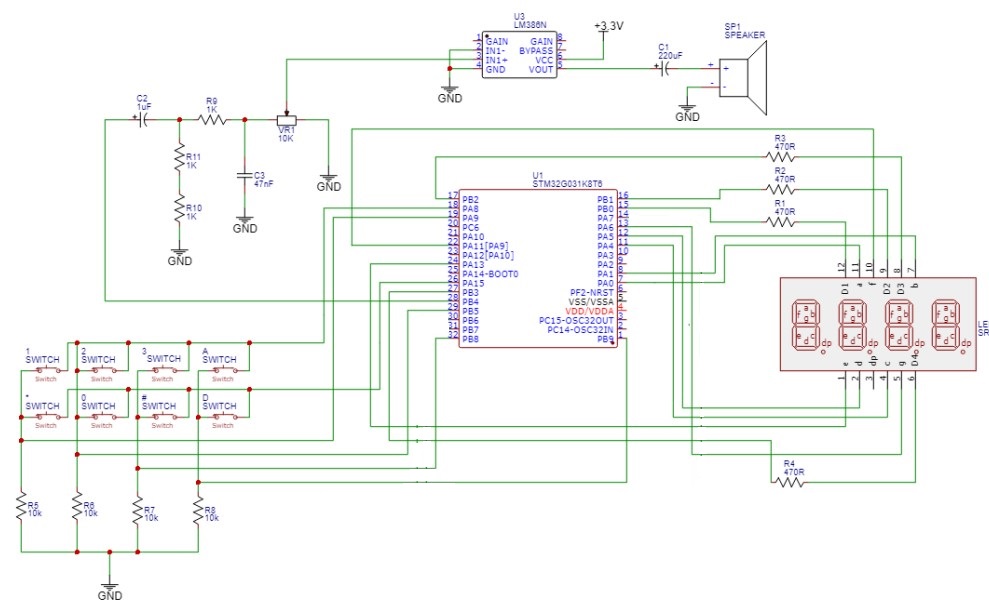 U3
LM386N
1 GAIN GAIN 8
2 IN1- BYPASS 7
3 IN1+ VCC 6
4 GND VOUT 5
+3.3V
GND
C1
220uF
SP1
SPEAKER
+ +
- -
GND
C2
1uF
R9
1K
VR1
10K
R11
1K
R10
1K
C3
47nF
GND
GND
GND
R3
470R
R2
470R
R1
470R
U1
STM32G031K8T6
17 PB2 PB1 16
18 PA8 PB0 15
19 PA9 PA7 14
20 PC6 PA6 13
21 PA10 PA5 12
22 PA11[PA9] PA4 11
23 PA12[PA10] PA3 10
24 PA13 PA2 9
25 PA14-BOOT0 PA1 8
26 PA15 PA0 7
27 PB3 PF2-NRST 6
28 PB4 VSS/VSSA 5
29 PB5 VDD/VDDA 4
30 PB6 PC15-OSC32OUT 3
31 PB7 PC14-OSC32IN 2
32 PB8 PB9 1
12 11 10 9 8 7
D1 a f D2 D3 b
a f b g e c d dp
a f b g e c d dp
a f b g e c d dp
a f b g e c d dp
e d dp c g D4
1 2 3 4 5 6
1 SWITCH Switch
2 SWITCH Switch
3 SWITCH Switch
A SWITCH Switch
* SWITCH Switch
0 SWITCH Switch
# SWITCH Switch
D SWITCH Switch
R4
470R
R5
10k
R6
10k
R7
10k
R8
10k
GND